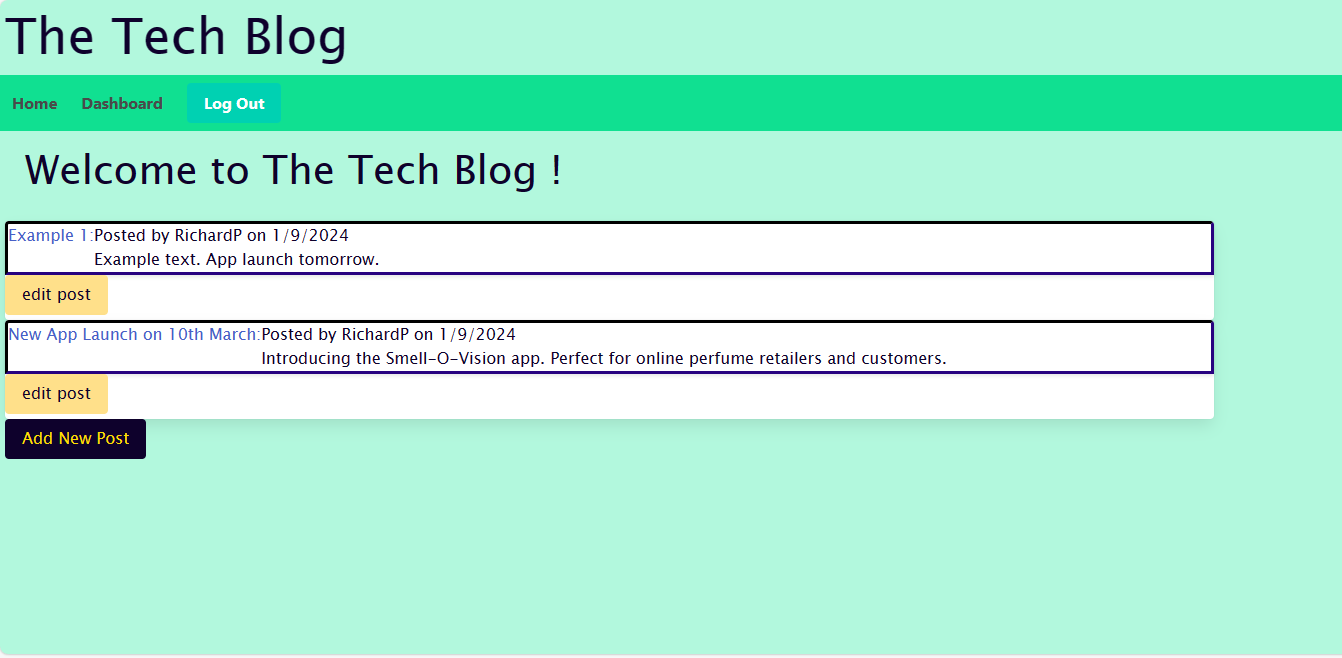 The Tech Blog
Home Dashboard Log Out
Welcome to The Tech Blog !
Example 1:Posted by RichardP on 1/9/2024
Example text. App launch tomorrow.
edit post
New App Launch on 10th March:Posted by RichardP on 1/9/2024
Introducing the Smell-O-Vision app. Perfect for online perfume retailers and customers.
edit post
Add New Post